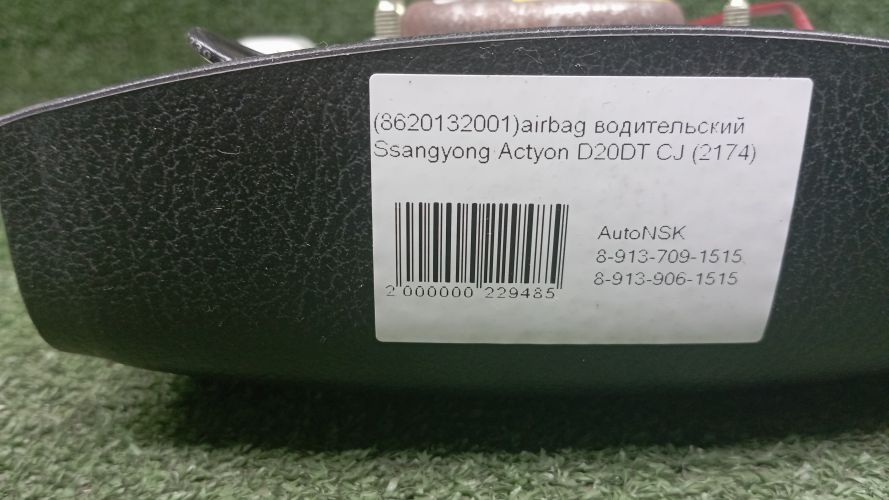 (8620132001)airbag водительский
Ssangyong Actyon D20DT CJ (2174)
AutoNSK
8-913-709-1515
8-913-906-1515
2 000000 229485